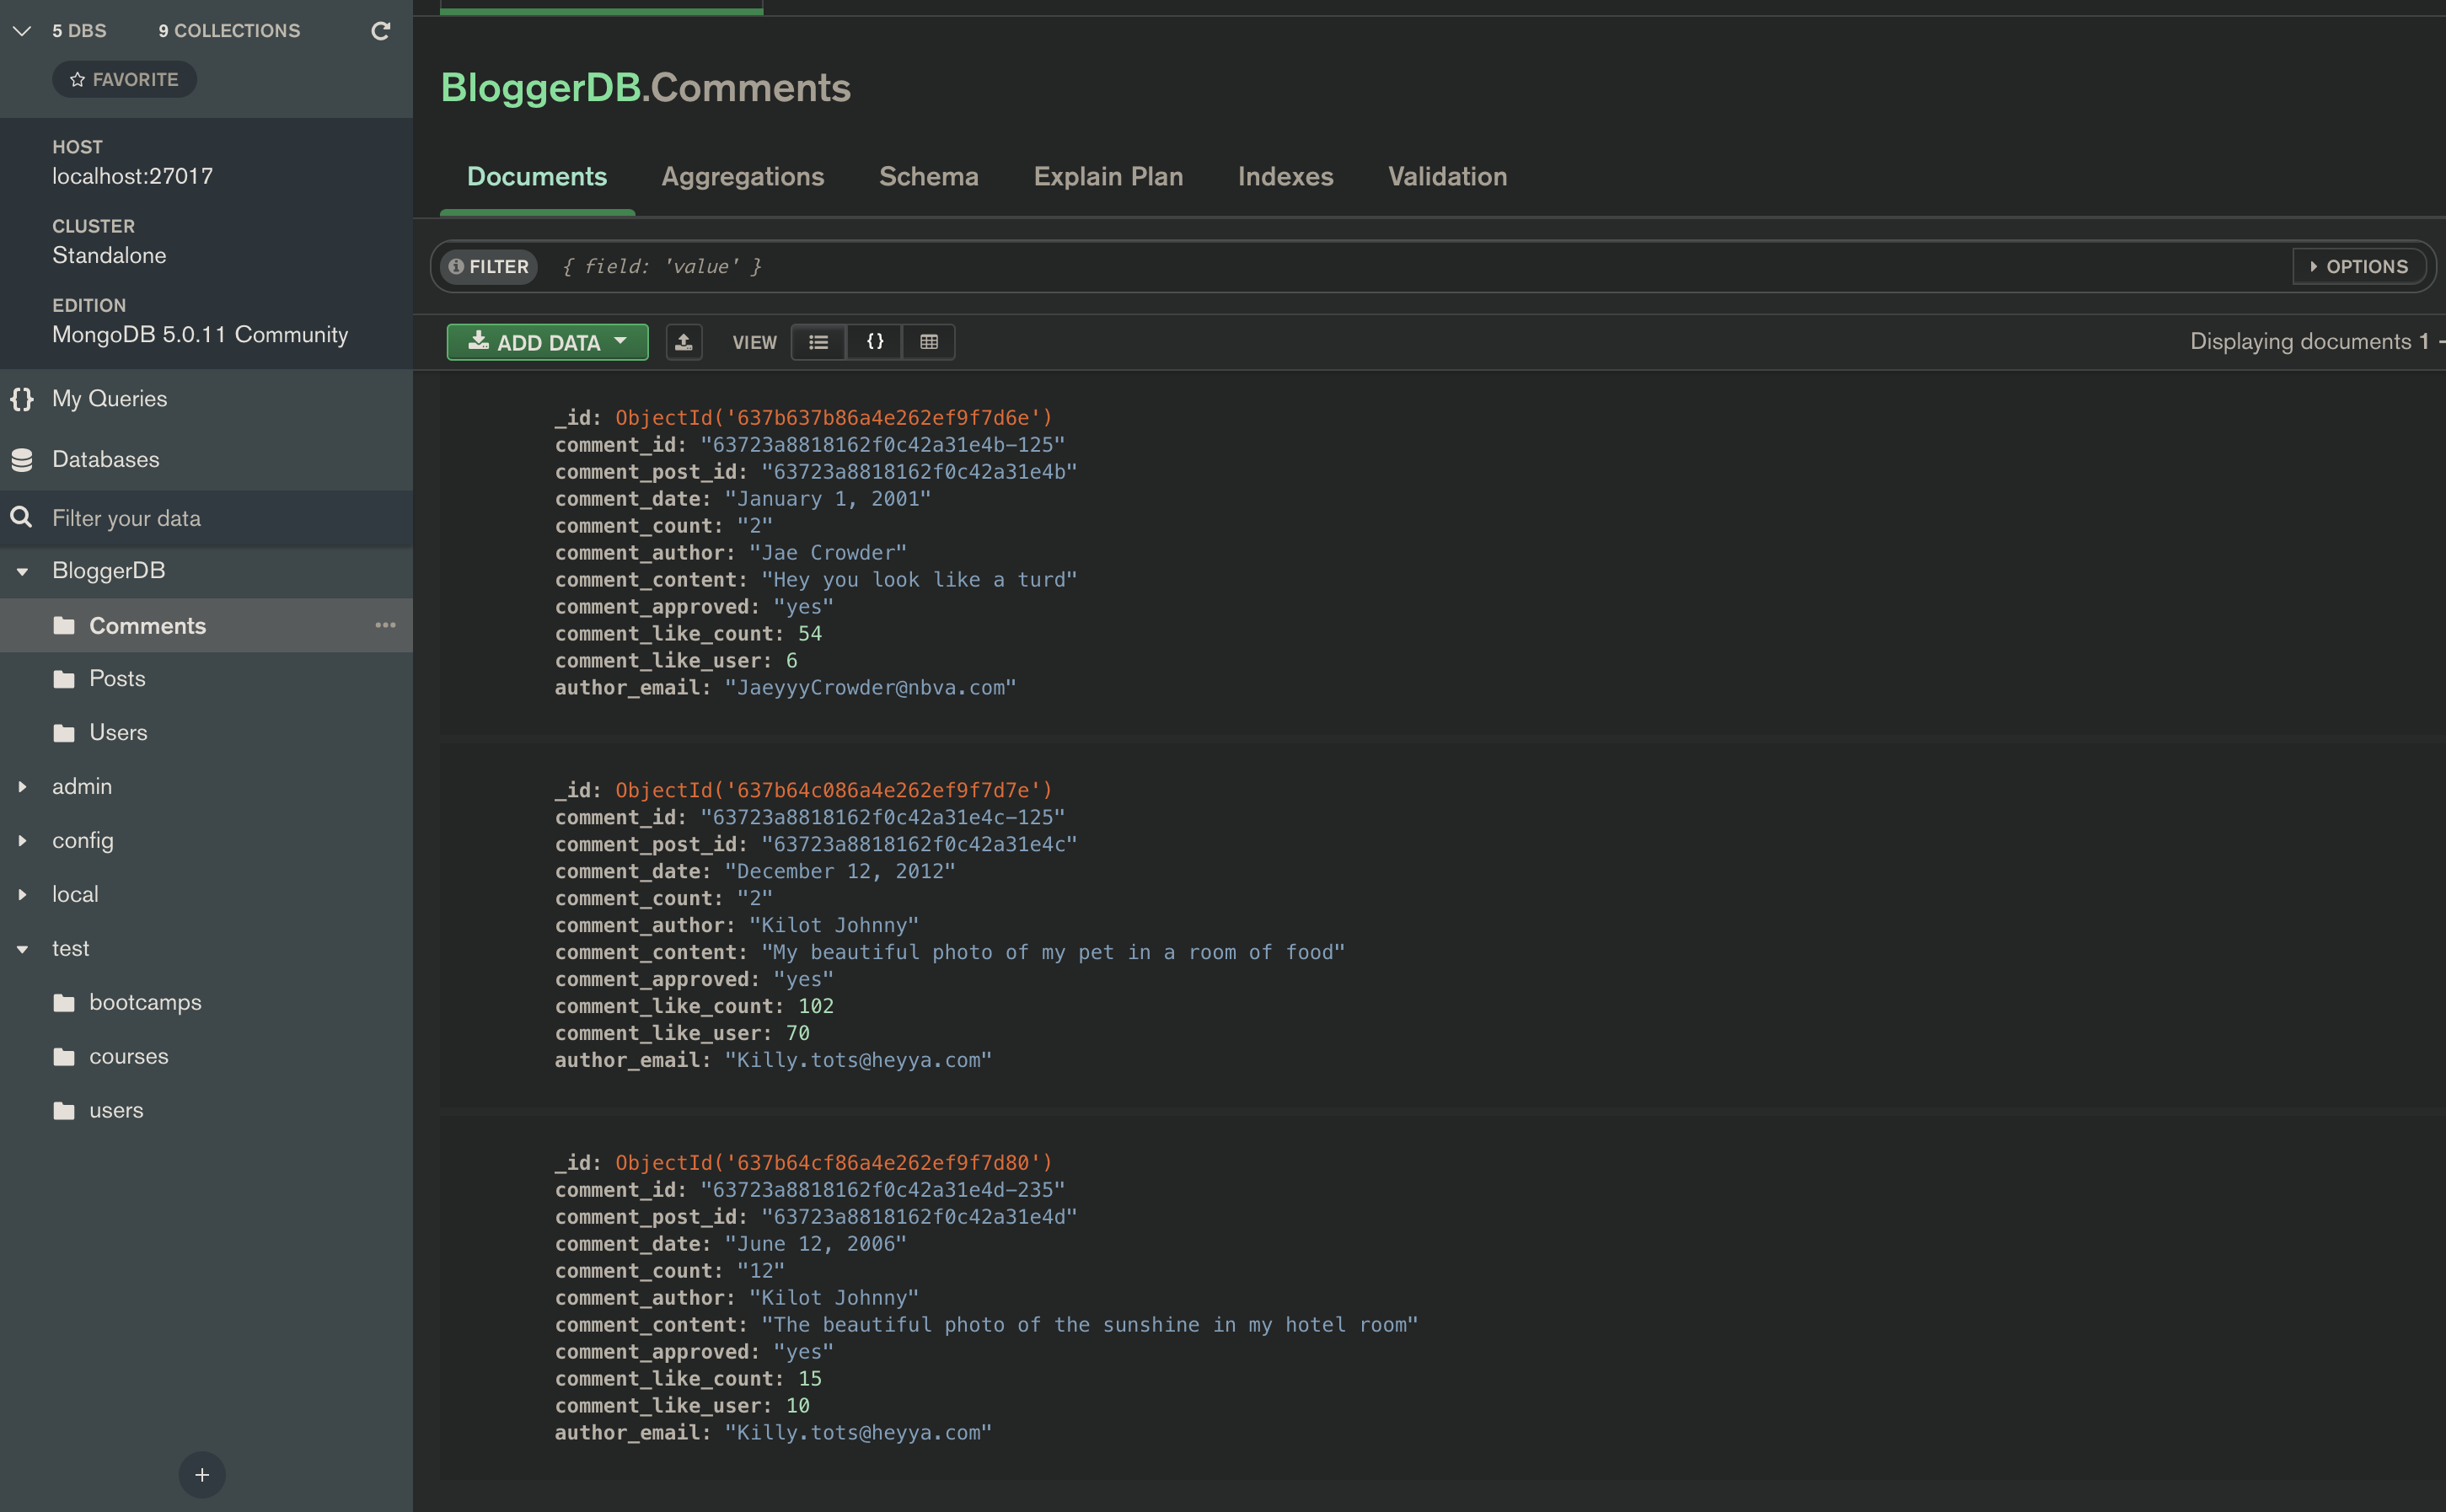 5 DBS 9 COLLECTIONS
FAVORITE
HOST
localhost:27017
CLUSTER
Standalone
EDITION
MongoDB 5.0.11 Community
{} My Queries
Databases
Filter your data
BloggerDB
Comments •••
Posts
Users
admin
config
local
test
bootcamps
courses
users
+
BloggerDB.Comments
Documents Aggregations Schema Explain Plan Indexes Validation
FILTER { field: 'value' } OPTIONS
ADD DATA VIEW {} Displaying documents 1 -
_id: ObjectId('637b637b86a4e262ef9f7d6e')
comment_id: "63723a8818162f0c42a31e4b-125"
comment_post_id: "63723a8818162f0c42a31e4b"
comment_date: "January 1, 2001"
comment_count: "2"
comment_author: "Jae Crowder"
comment_content: "Hey you look like a turd"
comment_approved: "yes"
comment_like_count: 54
comment_like_user: 6
author_email: "JaeyyyCrowder@nbva.com"
_id: ObjectId('637b64c086a4e262ef9f7d7e')
comment_id: "63723a8818162f0c42a31e4c-125"
comment_post_id: "63723a8818162f0c42a31e4c"
comment_date: "December 12, 2012"
comment_count: "2"
comment_author: "Kilot Johnny"
comment_content: "My beautiful photo of my pet in a room of food"
comment_approved: "yes"
comment_like_count: 102
comment_like_user: 70
author_email: "Killy.tots@heyya.com"
_id: ObjectId('637b64cf86a4e262ef9f7d80')
comment_id: "63723a8818162f0c42a31e4d-235"
comment_post_id: "63723a8818162f0c42a31e4d"
comment_date: "June 12, 2006"
comment_count: "12"
comment_author: "Kilot Johnny"
comment_content: "The beautiful photo of the sunshine in my hotel room"
comment_approved: "yes"
comment_like_count: 15
comment_like_user: 10
author_email: "Killy.tots@heyya.com"